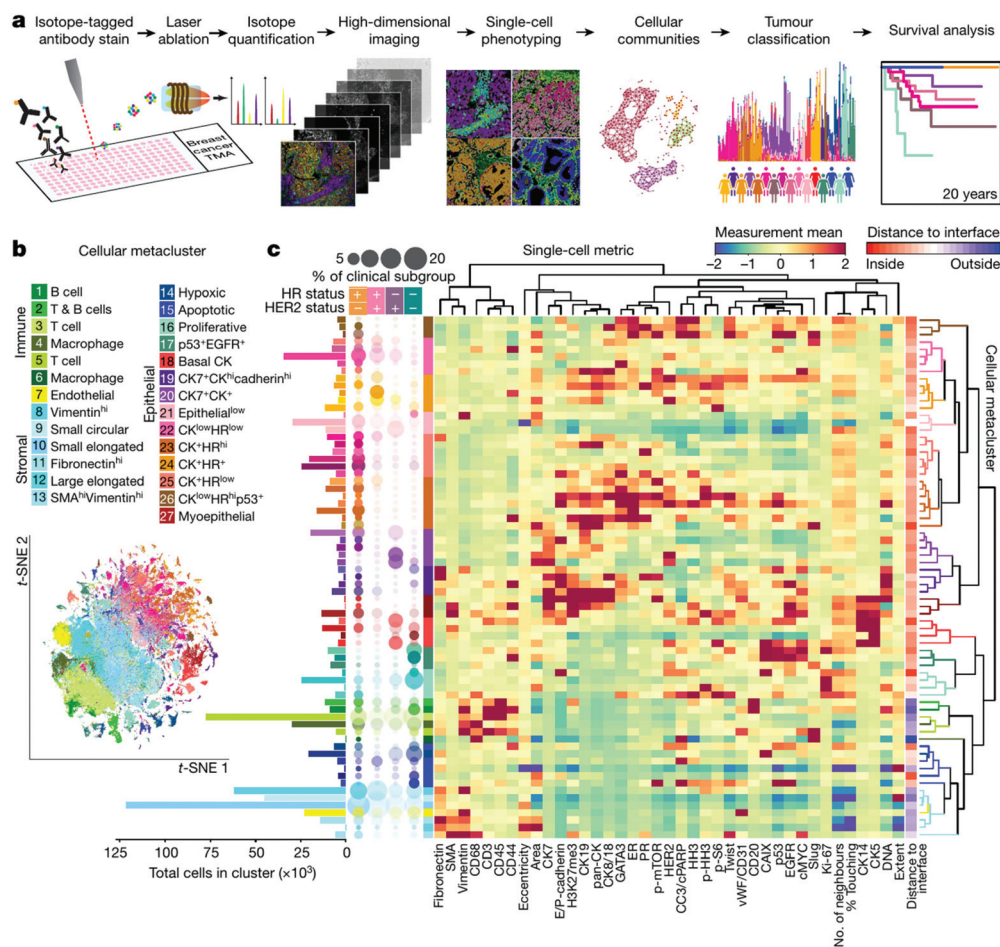 a
Isotope-tagged antibody stain
Laser ablation
Isotope quantification
High-dimensional imaging
Single-cell phenotyping
Cellular communities
Tumour classification
Survival analysis
Breast cancer TMA
20 years
b
Cellular metacluster
Immune
1 B cell
2 T & B cells
3 T cell
4 Macrophage
5 T cell
6 Macrophage
7 Endothelial
Stromal
8 Vimentinhi
9 Small circular
10 Small elongated
11 Fibronectinhi
12 Large elongated
13 SMAhiVimentinhi
Epithelial
14 Hypoxic
15 Apoptotic
16 Proliferative
17 p53+EGFR+
18 Basal CK
19 CK7+CKhicadherinhi
20 CK7+CK+
21 Epitheliallow
22 CKlowHRlow
23 CK+HRhi
24 CK+HR+
25 CK+HRlow
26 CKlowHRhip53+
27 Myoepithelial
t-SNE 2
t-SNE 1
c
5 20
% of clinical subgroup
HR status + + − −
HER2 status − + + −
Single-cell metric
Measurement mean
−2 −1 0 1 2
Distance to interface
Inside Outside
Cellular metacluster
125 100 75 50 25 0
Total cells in cluster (×10³)
Fibronectin
SMA
Vimentin
CD68
CD3
CD45
CD44
Eccentricity
Area
CK7
E/P-cadherin
H3K27me3
CK19
pan-CK
CK8/18
GATA3
ER
PR
p-mTOR
HER2
CC3/cPARP
HH3
p-HH3
p-S6
Twist
vWF/CD31
CD20
CAIX
p53
EGFR
cMYC
Slug
Ki-67
No. of neighbours
% Touching
CK14
CK5
DNA
Extent
Distance to interface